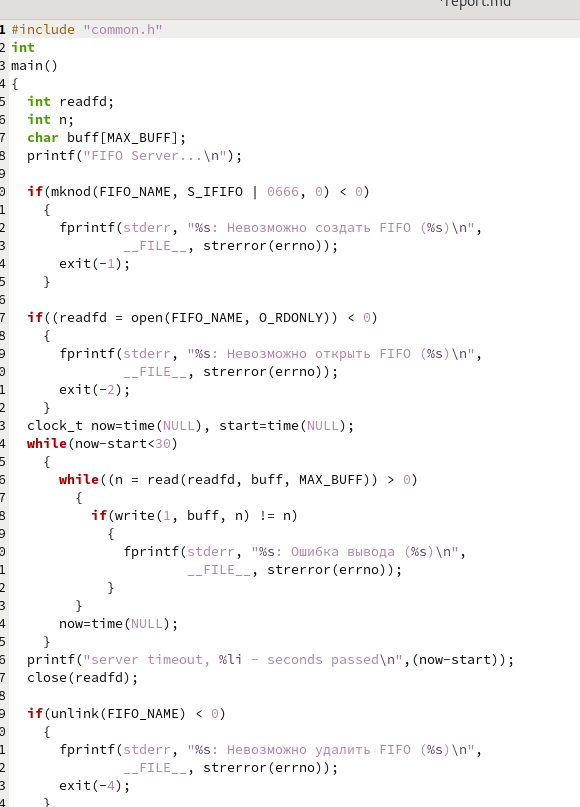 *report.md
1 #include "common.h"
2 int
3 main()
4 {
5   int readfd;
6   int n;
7   char buff[MAX_BUFF];
8   printf("FIFO Server...\n");
9
0   if(mknod(FIFO_NAME, S_IFIFO | 0666, 0) < 0)
1     {
2       fprintf(stderr, "%s: Невозможно создать FIFO (%s)\n",
3               __FILE__, strerror(errno));
4       exit(-1);
5     }
6
7   if((readfd = open(FIFO_NAME, O_RDONLY)) < 0)
8     {
9       fprintf(stderr, "%s: Невозможно открыть FIFO (%s)\n",
0               __FILE__, strerror(errno));
1       exit(-2);
2     }
3   clock_t now=time(NULL), start=time(NULL);
4   while(now-start<30)
5     {
6       while((n = read(readfd, buff, MAX_BUFF)) > 0)
7         {
8           if(write(1, buff, n) != n)
9             {
0               fprintf(stderr, "%s: Ошибка вывода (%s)\n",
1                       __FILE__, strerror(errno));
2             }
3         }
4       now=time(NULL);
5     }
6   printf("server timeout, %li - seconds passed\n",(now-start));
7   close(readfd);
8
9   if(unlink(FIFO_NAME) < 0)
0     {
1       fprintf(stderr, "%s: Невозможно удалить FIFO (%s)\n",
2               __FILE__, strerror(errno));
3       exit(-4);
4     }